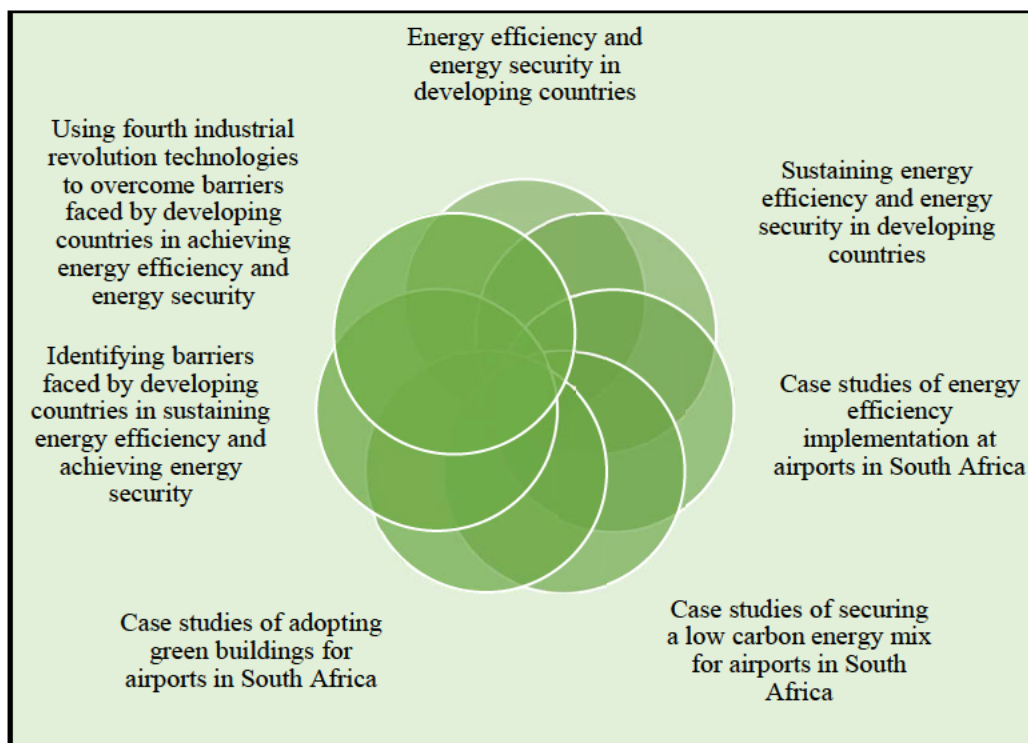 Energy efficiency and
energy security in
developing countries
Sustaining energy
efficiency and energy
security in developing
countries
Case studies of energy
efficiency
implementation at
airports in South Africa
Case studies of securing
a low carbon energy mix
for airports in South
Africa
Case studies of adopting
green buildings for
airports in South Africa
Identifying barriers
faced by developing
countries in sustaining
energy efficiency and
achieving energy
security
Using fourth industrial
revolution technologies
to overcome barriers
faced by developing
countries in achieving
energy efficiency and
energy security